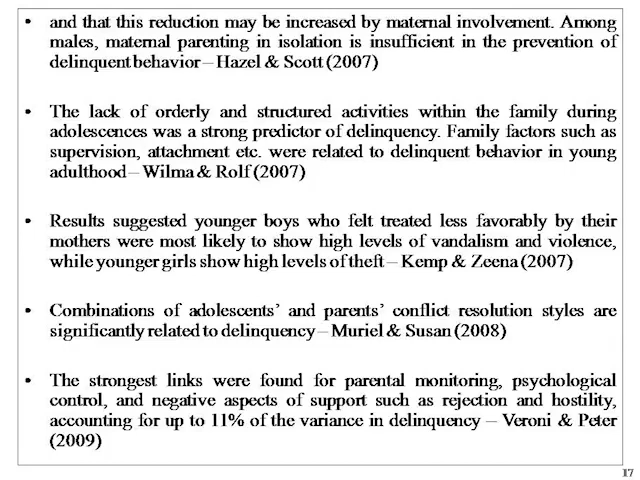 • and that this reduction may be increased by maternal involvement. Among
males, maternal parenting in isolation is insufficient in the prevention of
delinquent behavior – Hazel & Scott (2007)
• The lack of orderly and structured activities within the family during
adolescences was a strong predictor of delinquency. Family factors such as
supervision, attachment etc. were related to delinquent behavior in young
adulthood – Wilma & Rolf (2007)
• Results suggested younger boys who felt treated less favorably by their
mothers were most likely to show high levels of vandalism and violence,
while younger girls show high levels of theft – Kemp & Zeena (2007)
• Combinations of adolescents’ and parents’ conflict resolution styles are
significantly related to delinquency – Muriel & Susan (2008)
• The strongest links were found for parental monitoring, psychological
control, and negative aspects of support such as rejection and hostility,
accounting for up to 11% of the variance in delinquency – Veroni & Peter
(2009)
17